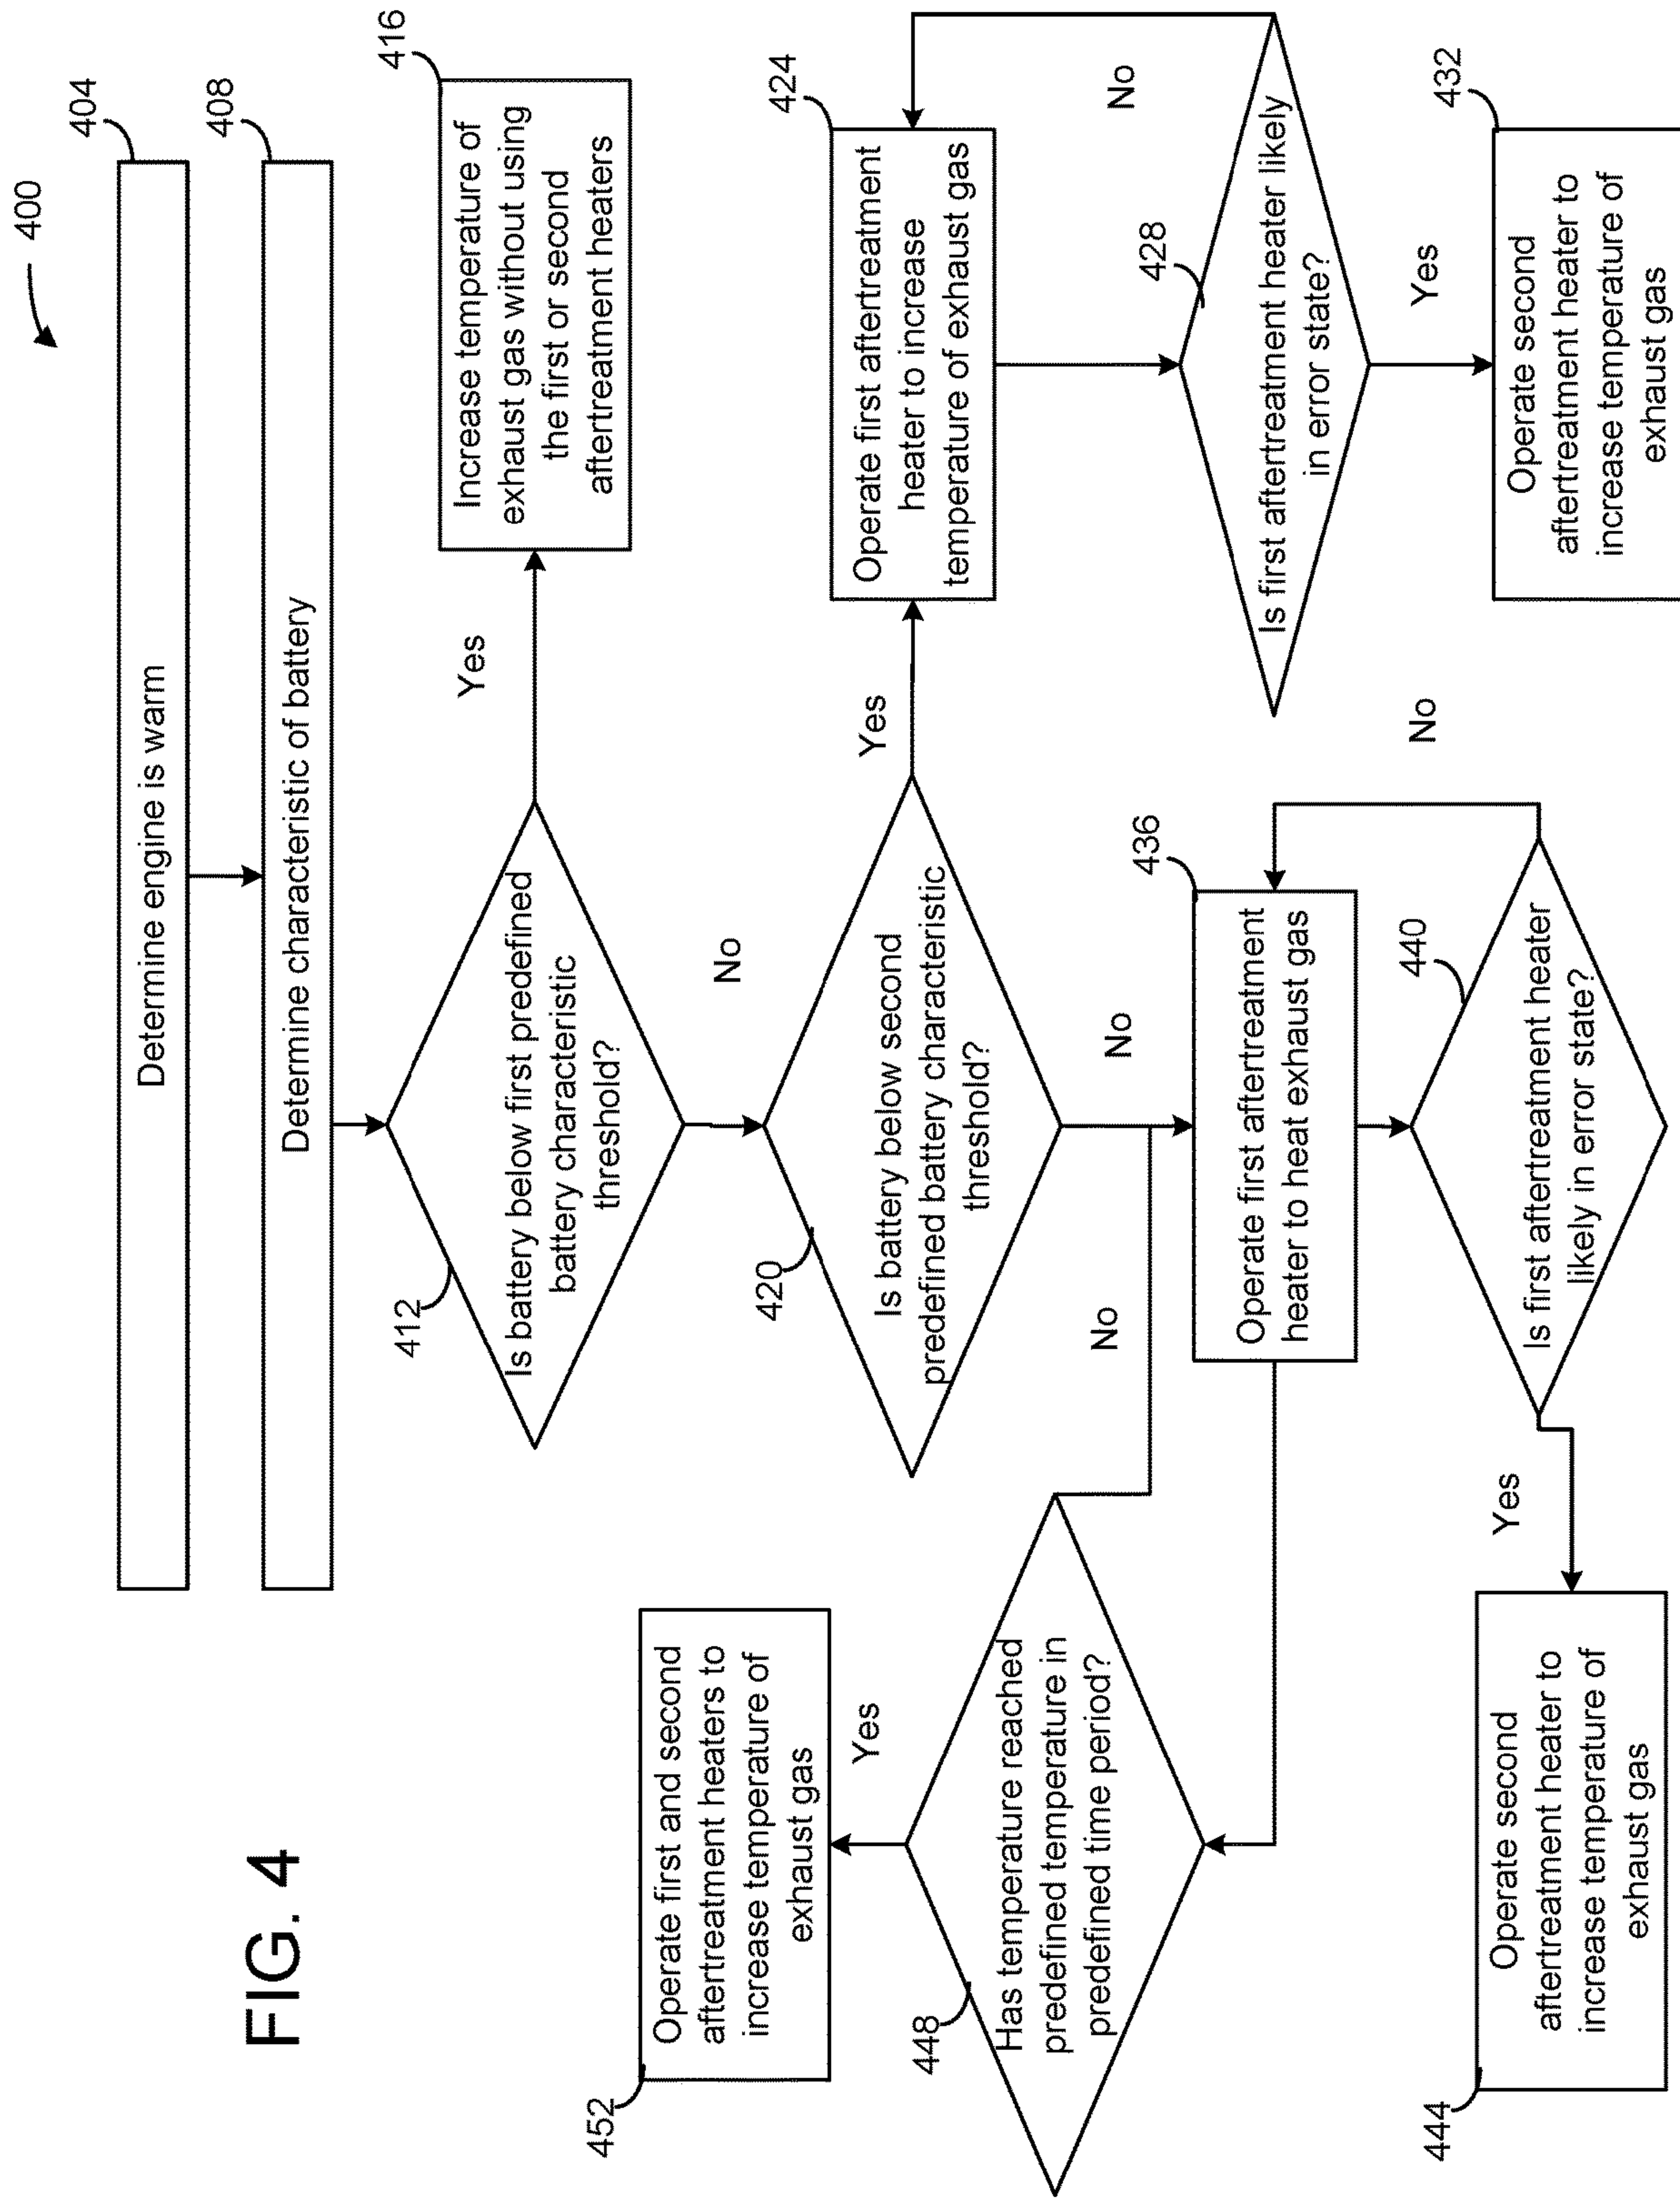 FIG. 4
400
404
Determine engine is warm
408
Determine characteristic of battery
412
Is battery below first predefined
battery characteristic
threshold?
Yes
416
Increase temperature of
exhaust gas without using
the first or second
aftertreatment heaters
No
420
Is battery below second
predefined battery characteristic
threshold?
Yes
424
Operate first aftertreatment
heater to increase
temperature of exhaust gas
No
428
Is first aftertreatment heater likely
in error state?
Yes
432
Operate second
aftertreatment heater to
increase temperature of
exhaust gas
No
No
436
Operate first aftertreatment
heater to heat exhaust gas
No
440
Is first aftertreatment heater
likely in error state?
Yes
444
Operate second
aftertreatment heater to
increase temperature of
exhaust gas
448
Has temperature reached
predefined temperature in
predefined time period?
Yes
452
Operate first and second
aftertreatment heaters to
increase temperature of
exhaust gas